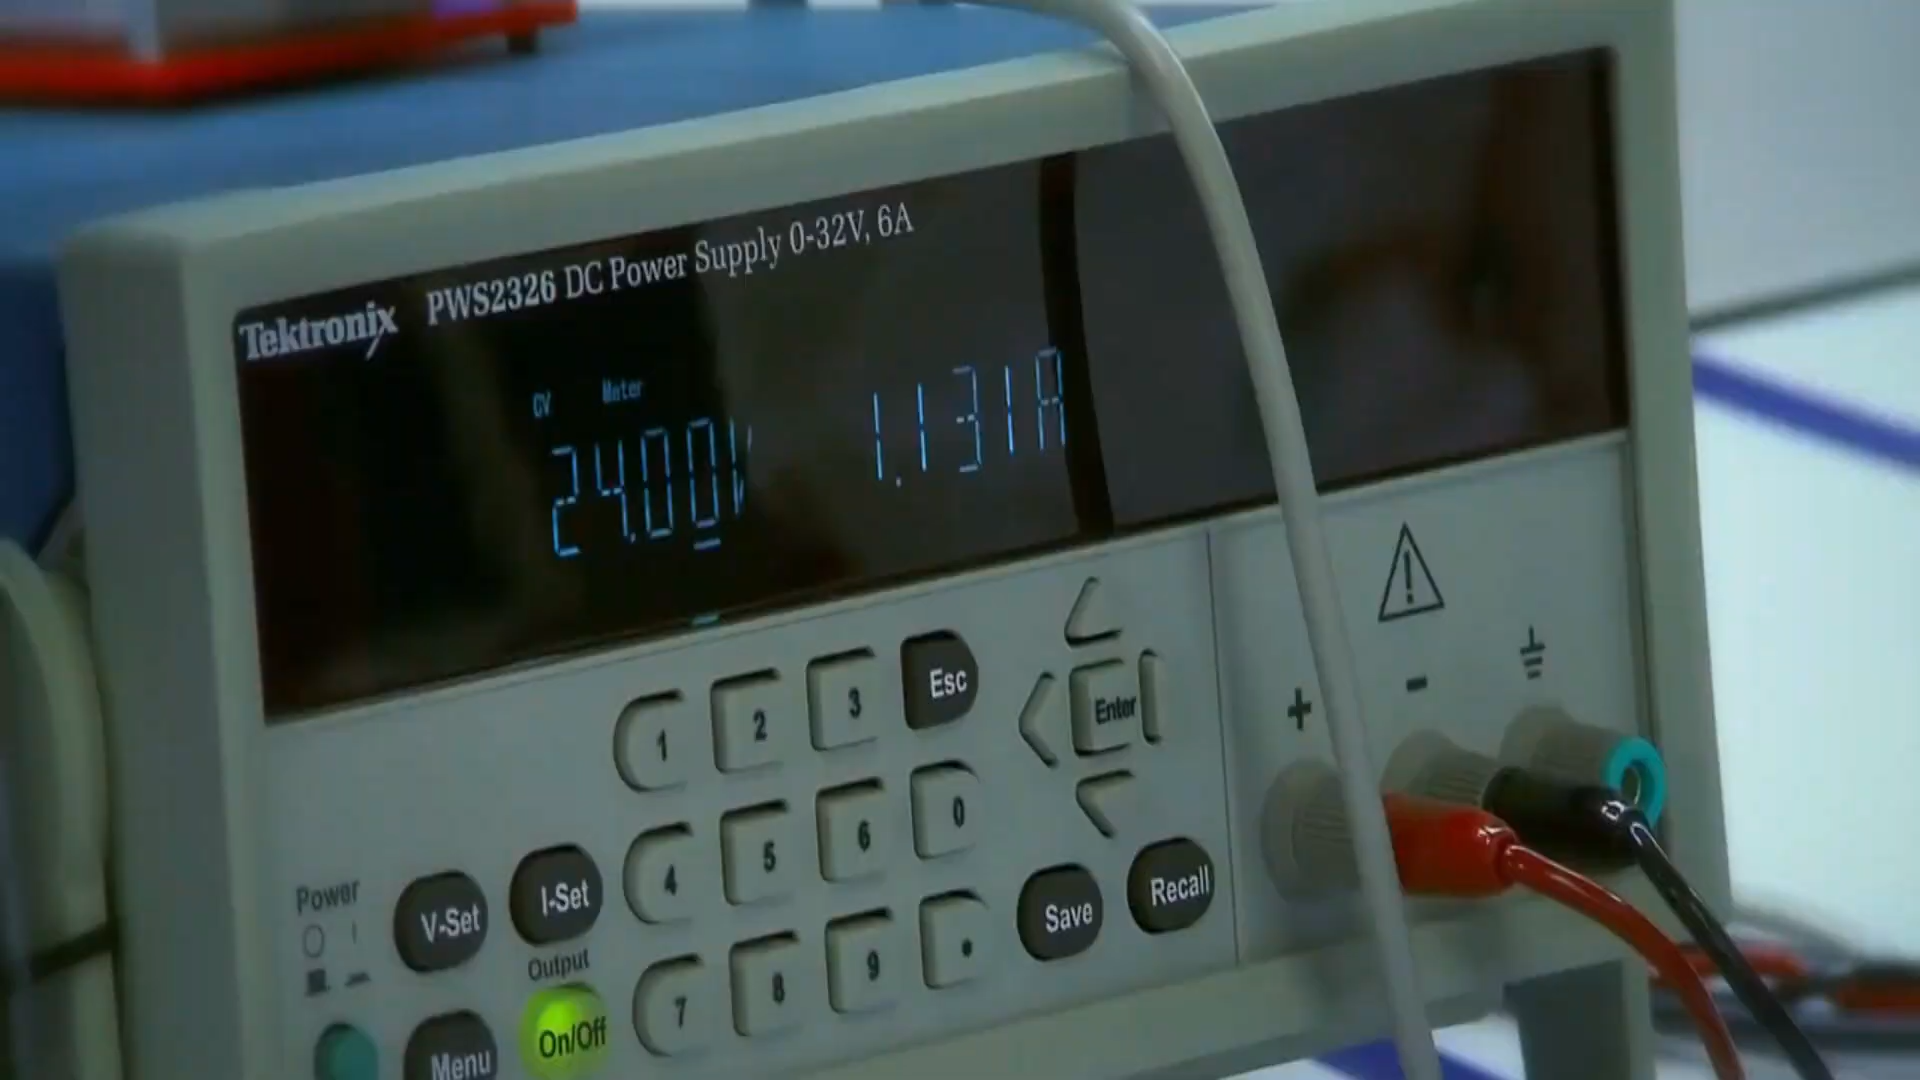 Tektronix PWS2326 DC Power Supply 0-32V, 6A
CV Meter
24.00V 1.131A
1 2 3 Esc
Enter
4 5 6 0
Power V-Set I-Set
7 8 9 . Save Recall
Output
Menu On/Off
+ -